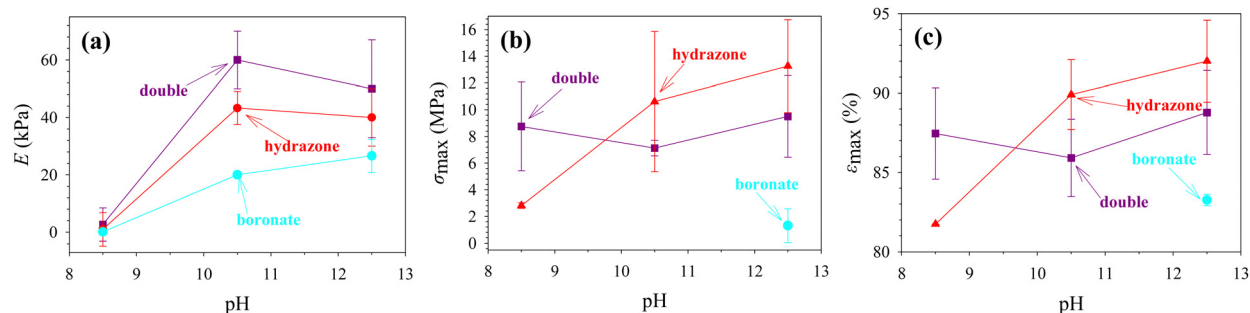 (a)
double
hydrazone
boronate
E (kPa)
60
40
20
0
8
9
10
11
12
13
pH
(b)
hydrazone
double
boronate
σmax (MPa)
16
14
12
10
8
6
4
2
0
8
9
10
11
12
13
pH
(c)
hydrazone
double
boronate
εmax (%)
95
90
85
80
8
9
10
11
12
13
pH